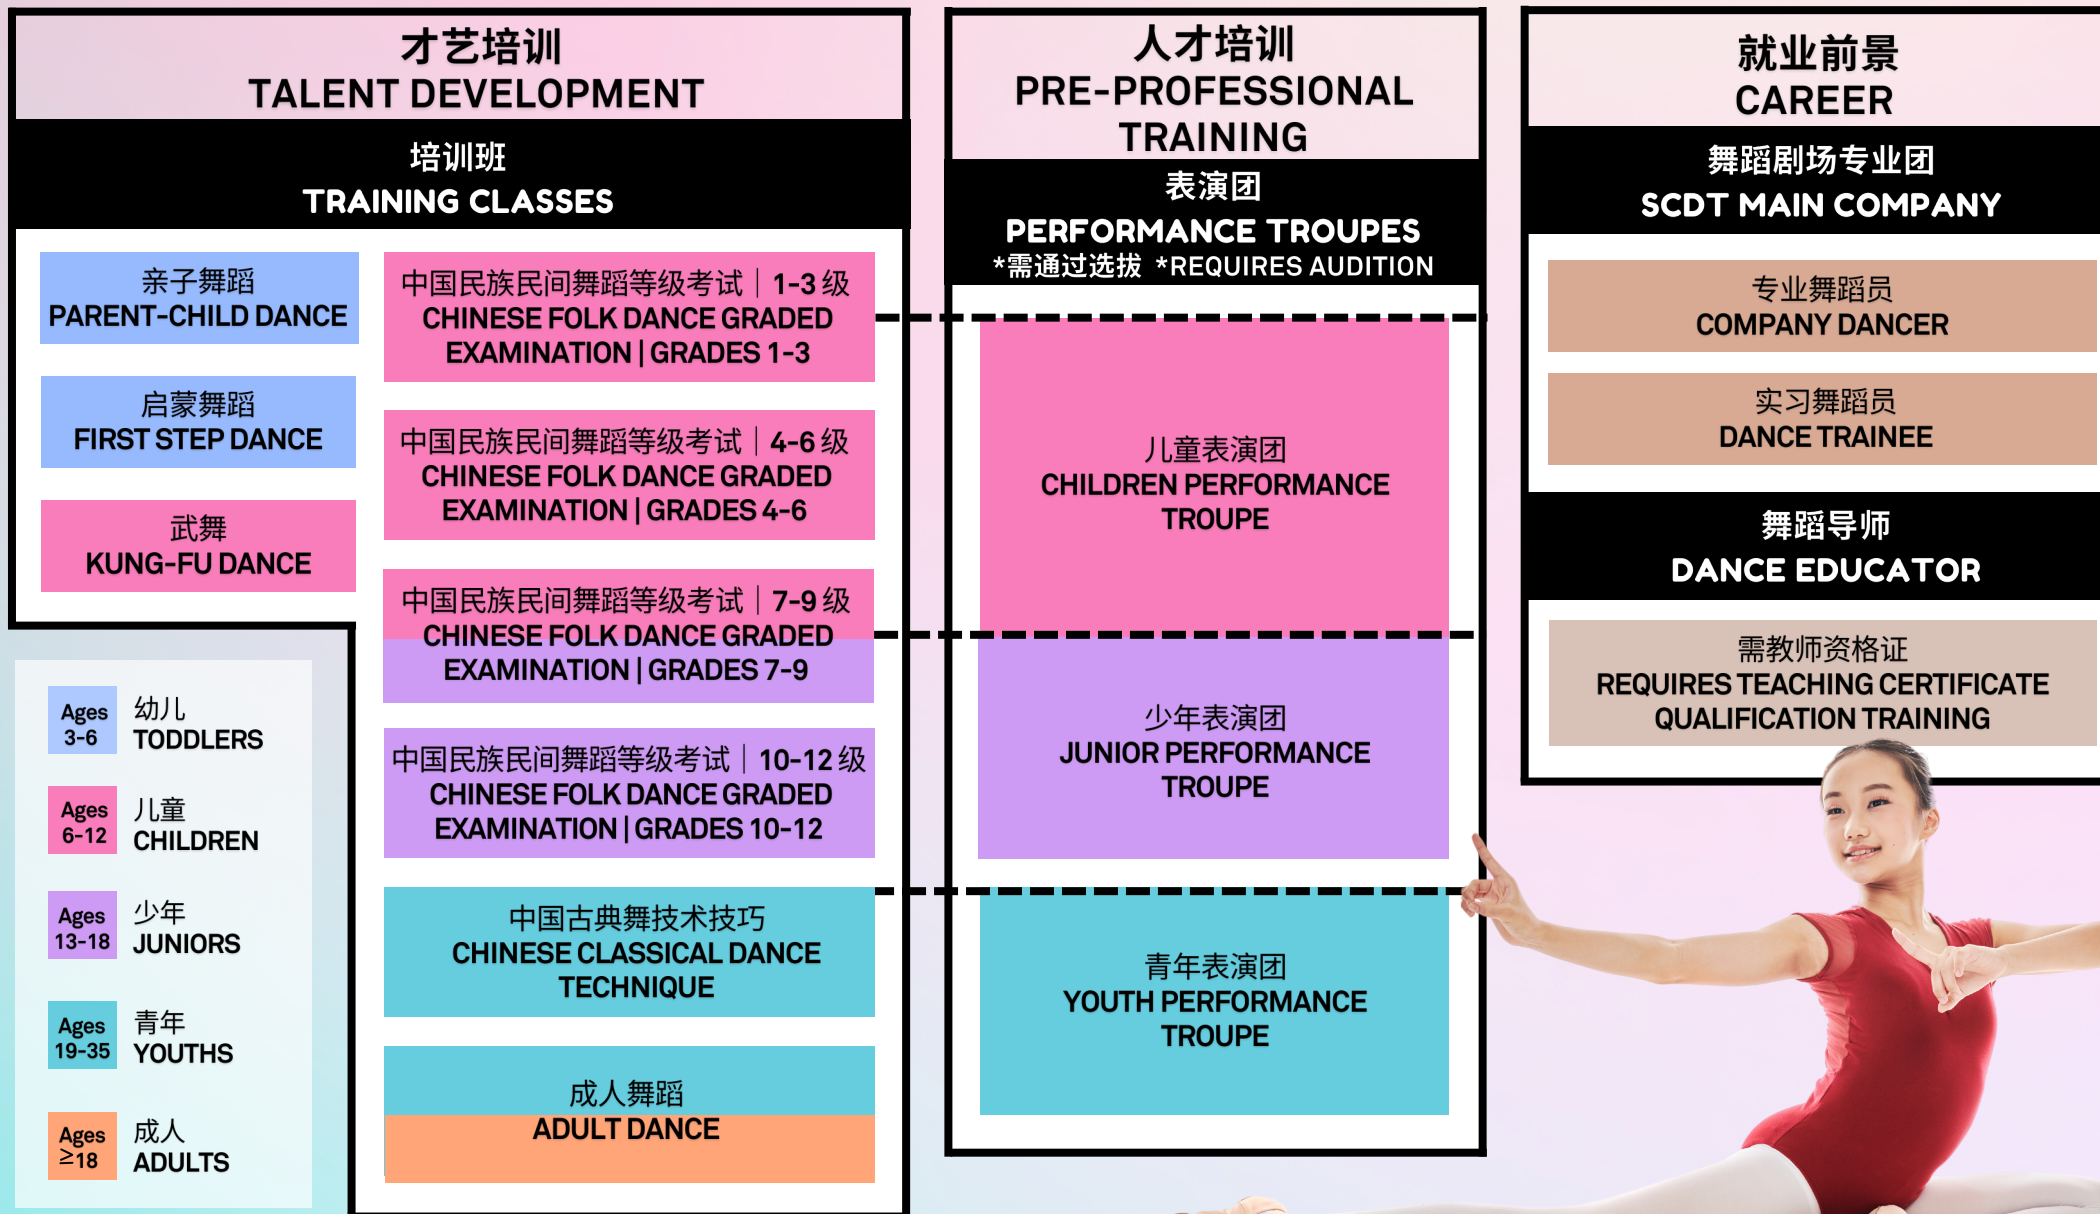 才艺培训
TALENT DEVELOPMENT
培训班
TRAINING CLASSES
亲子舞蹈
PARENT-CHILD DANCE
启蒙舞蹈
FIRST STEP DANCE
武舞
KUNG-FU DANCE
中国民族民间舞蹈等级考试｜1-3 级
CHINESE FOLK DANCE GRADED
EXAMINATION | GRADES 1-3
中国民族民间舞蹈等级考试｜4-6 级
CHINESE FOLK DANCE GRADED
EXAMINATION | GRADES 4-6
中国民族民间舞蹈等级考试｜7-9 级
CHINESE FOLK DANCE GRADED
EXAMINATION | GRADES 7-9
中国民族民间舞蹈等级考试｜10-12 级
CHINESE FOLK DANCE GRADED
EXAMINATION | GRADES 10-12
中国古典舞技术技巧
CHINESE CLASSICAL DANCE
TECHNIQUE
成人舞蹈
ADULT DANCE
Ages
3-6
幼儿
TODDLERS
Ages
6-12
儿童
CHILDREN
Ages
13-18
少年
JUNIORS
Ages
19-35
青年
YOUTHS
Ages
≥18
成人
ADULTS
人才培训
PRE-PROFESSIONAL
TRAINING
表演团
PERFORMANCE TROUPES
*需通过选拔 *REQUIRES AUDITION
儿童表演团
CHILDREN PERFORMANCE
TROUPE
少年表演团
JUNIOR PERFORMANCE
TROUPE
青年表演团
YOUTH PERFORMANCE
TROUPE
就业前景
CAREER
舞蹈剧场专业团
SCDT MAIN COMPANY
专业舞蹈员
COMPANY DANCER
实习舞蹈员
DANCE TRAINEE
舞蹈导师
DANCE EDUCATOR
需教师资格证
REQUIRES TEACHING CERTIFICATE
QUALIFICATION TRAINING